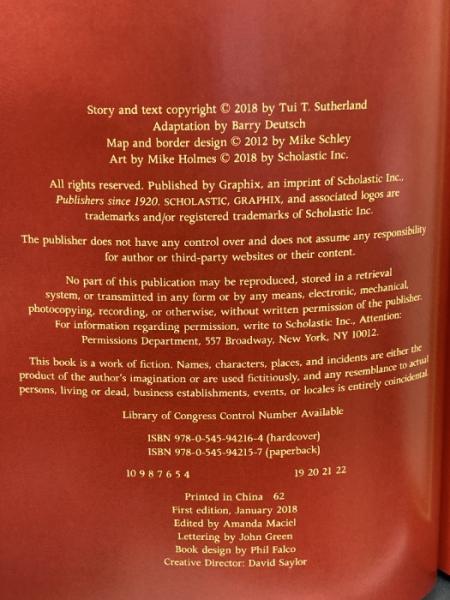 Story and text copyright © 2018 by Tui T. Sutherland
Adaptation by Barry Deutsch
Map and border design © 2012 by Mike Schley
Art by Mike Holmes © 2018 by Scholastic Inc.
All rights reserved. Published by Graphix, an imprint of Scholastic Inc.,
Publishers since 1920. SCHOLASTIC, GRAPHIX, and associated logos are
trademarks and/or registered trademarks of Scholastic Inc.
The publisher does not have any control over and does not assume any responsibility
for author or third-party websites or their content.
No part of this publication may be reproduced, stored in a retrieval
system, or transmitted in any form or by any means, electronic, mechanical,
photocopying, recording, or otherwise, without written permission of the publisher.
For information regarding permission, write to Scholastic Inc., Attention:
Permissions Department, 557 Broadway, New York, NY 10012.
This book is a work of fiction. Names, characters, places, and incidents are either the
product of the author's imagination or are used fictitiously, and any resemblance to actual
persons, living or dead, business establishments, events, or locales is entirely coincidental.
Library of Congress Control Number Available
ISBN 978-0-545-94216-4 (hardcover)
ISBN 978-0-545-94215-7 (paperback)
10 9 8 7 6 5 4 19 20 21 22
Printed in China 62
First edition, January 2018
Edited by Amanda Maciel
Lettering by John Green
Book design by Phil Falco
Creative Director: David Saylor